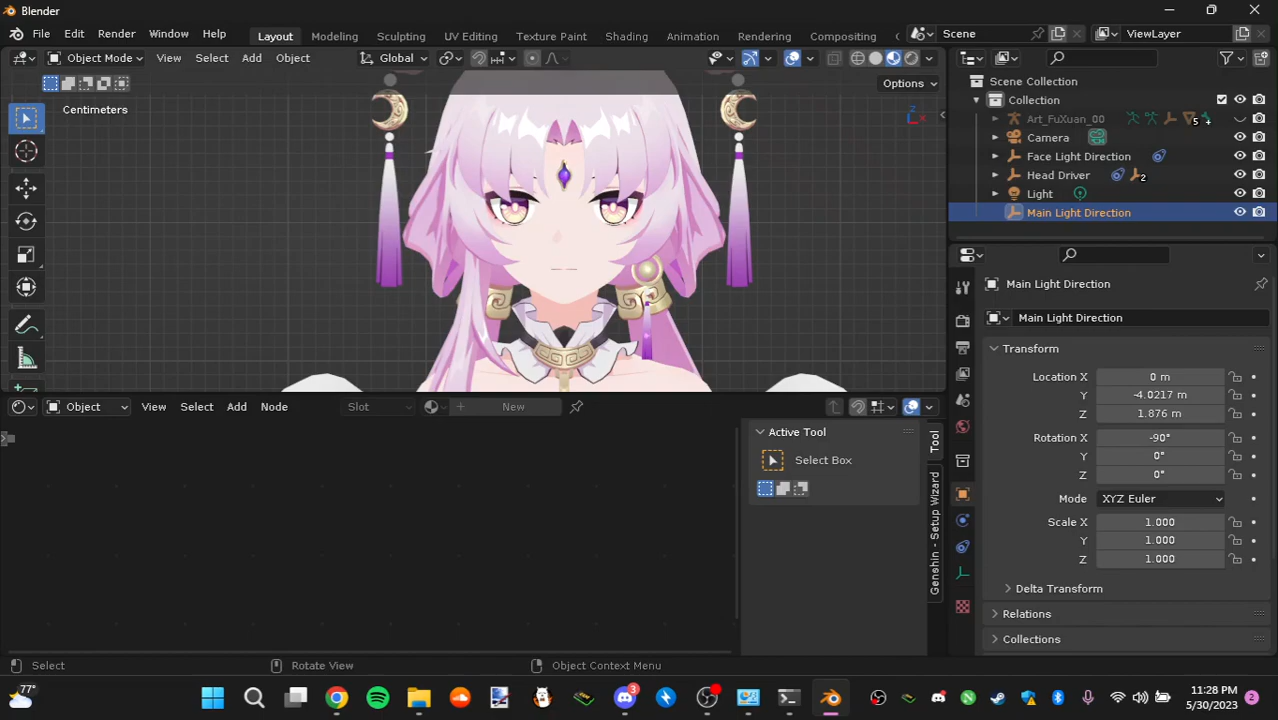 Blender
File Edit Render Window Help Layout Modeling Sculpting UV Editing Texture Paint Shading Animation Rendering Compositing Scene ViewLayer
Object Mode View Select Add Object Global
Options
Centimeters
Z
X
Scene Collection
Collection
Art_FuXuan_00 5
Camera
Face Light Direction
Head Driver 2
Light
Main Light Direction
Main Light Direction
Main Light Direction
Transform
Location X 0 m
Y -4.0217 m
Z 1.876 m
Rotation X -90°
Y 0°
Z 0°
Mode XYZ Euler
Scale X 1.000
Y 1.000
Z 1.000
Delta Transform
Relations
Collections
Object View Select Add Node Slot New
Active Tool
Select Box
Tool
Genshin - Setup Wizard
Select Rotate View Object Context Menu
77° 3 11:28 PM
5/30/2023 2